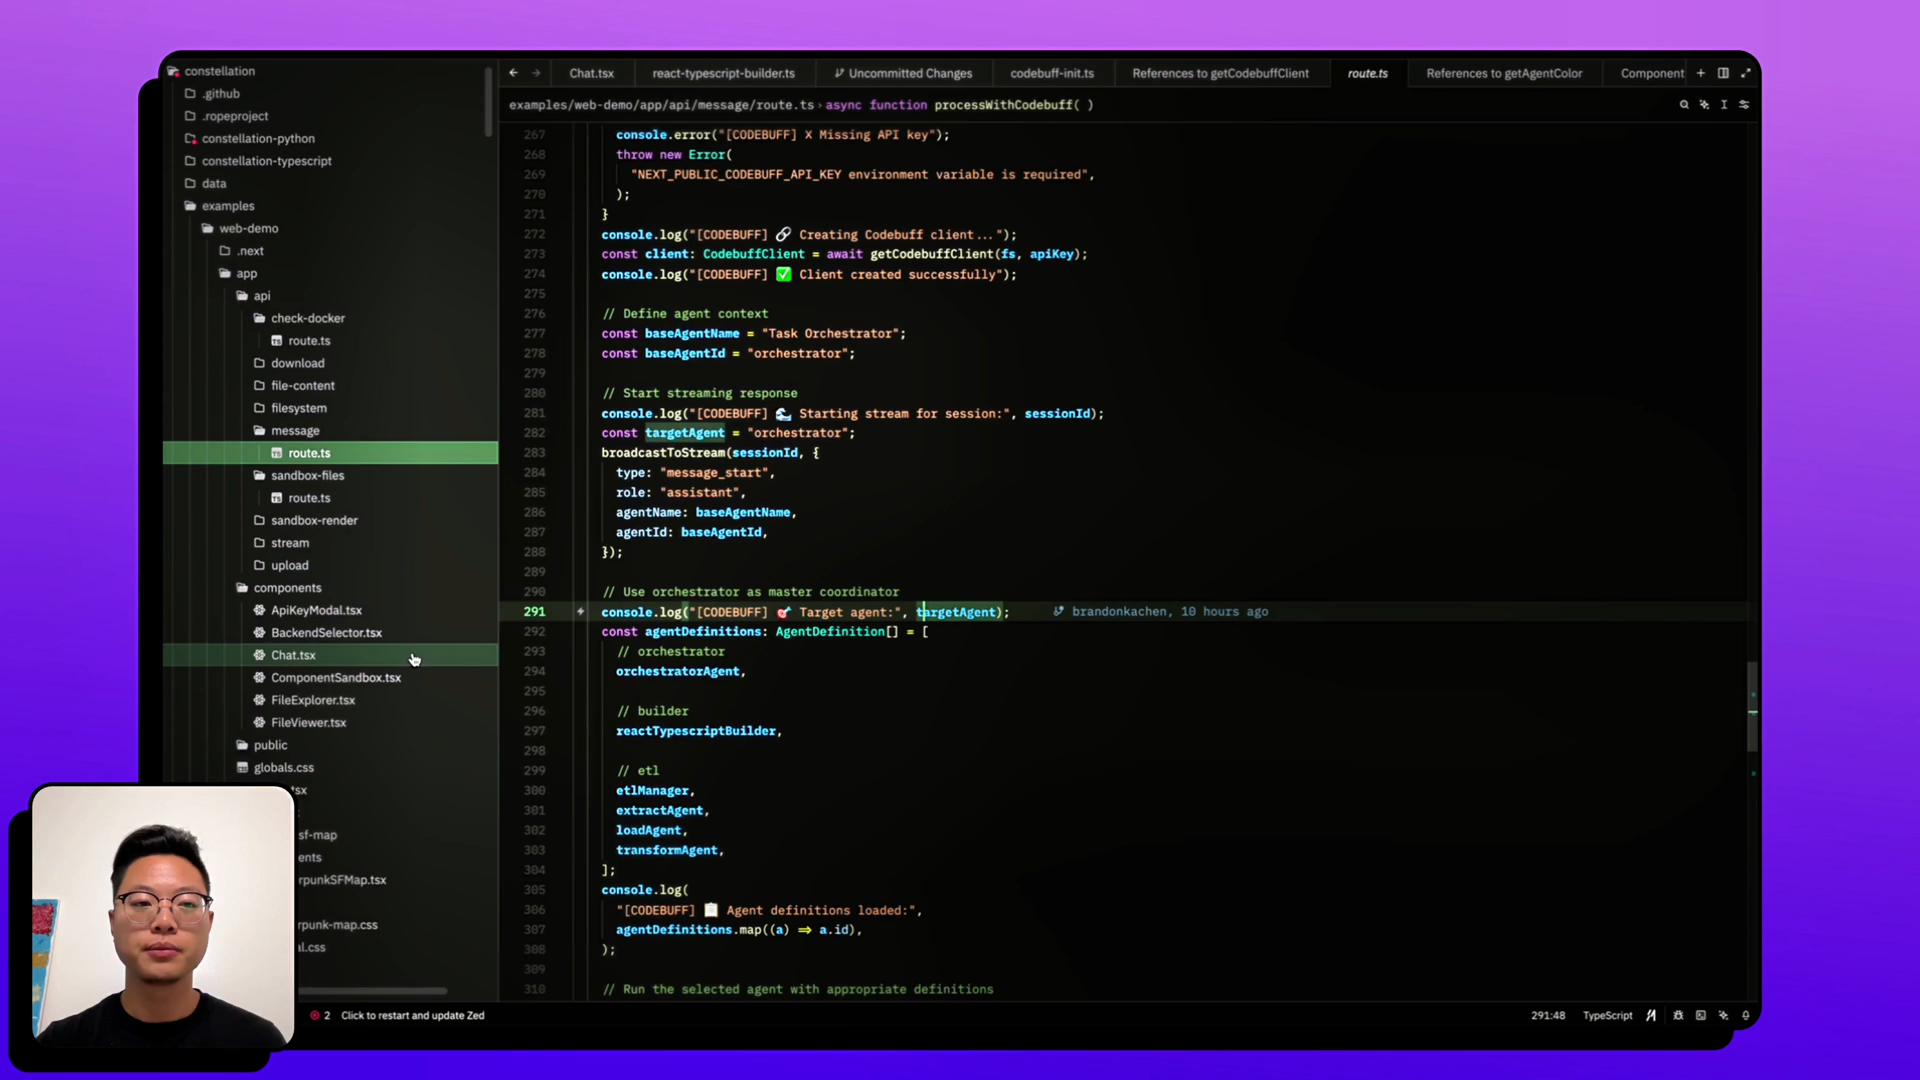 constellation
.github
.ropeproject
constellation-python
constellation-typescript
data
examples
web-demo
.next
app
api
check-docker
route.ts
download
file-content
filesystem
message
route.ts
sandbox-files
route.ts
sandbox-render
stream
upload
components
ApiKeyModal.tsx
BackendSelector.tsx
Chat.tsx
ComponentSandbox.tsx
FileExplorer.tsx
FileViewer.tsx
public
globals.css
tsx
sf-map
ents
rpunkSFMap.tsx
rpunk-map.css
al.css
2 Click to restart and update Zed
Chat.tsx react-typescript-builder.ts Uncommitted Changes codebuff-init.ts References to getCodebuffClient route.ts References to getAgentColor Component
examples/web-demo/app/api/message/route.ts › async function processWithCodebuff( )
267 console.error("[CODEBUFF] X Missing API key");
268 throw new Error(
269 "NEXT_PUBLIC_CODEBUFF_API_KEY environment variable is required",
270 );
271 }
272 console.log("[CODEBUFF] 🔗 Creating Codebuff client...");
273 const client: CodebuffClient = await getCodebuffClient(fs, apiKey);
274 console.log("[CODEBUFF] ✅ Client created successfully");
275
276 // Define agent context
277 const baseAgentName = "Task Orchestrator";
278 const baseAgentId = "orchestrator";
279
280 // Start streaming response
281 console.log("[CODEBUFF] 🌊 Starting stream for session:", sessionId);
282 const targetAgent = "orchestrator";
283 broadcastToStream(sessionId, {
284 type: "message_start",
285 role: "assistant",
286 agentName: baseAgentName,
287 agentId: baseAgentId,
288 });
289
290 // Use orchestrator as master coordinator
291 console.log("[CODEBUFF] 🎯 Target agent:", targetAgent); brandonkachen, 10 hours ago
292 const agentDefinitions: AgentDefinition[] = [
293 // orchestrator
294 orchestratorAgent,
295
296 // builder
297 reactTypescriptBuilder,
298
299 // etl
300 etlManager,
301 extractAgent,
302 loadAgent,
303 transformAgent,
304 ];
305 console.log(
306 "[CODEBUFF] 📋 Agent definitions loaded:",
307 agentDefinitions.map((a) => a.id),
308 );
309
310 // Run the selected agent with appropriate definitions
291:48 TypeScript